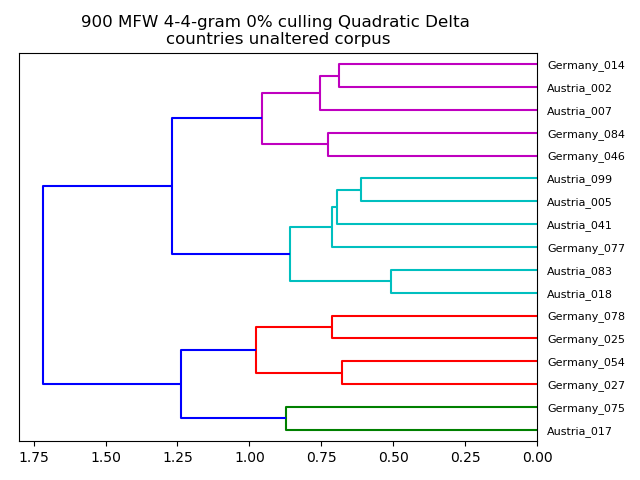 900 MFW 4-4-gram 0% culling Quadratic Delta
countries unaltered corpus
Germany_014
Austria_002
Austria_007
Germany_084
Germany_046
Austria_099
Austria_005
Austria_041
Germany_077
Austria_083
Austria_018
Germany_078
Germany_025
Germany_054
Germany_027
Germany_075
Austria_017
1.75 1.50 1.25 1.00 0.75 0.50 0.25 0.00